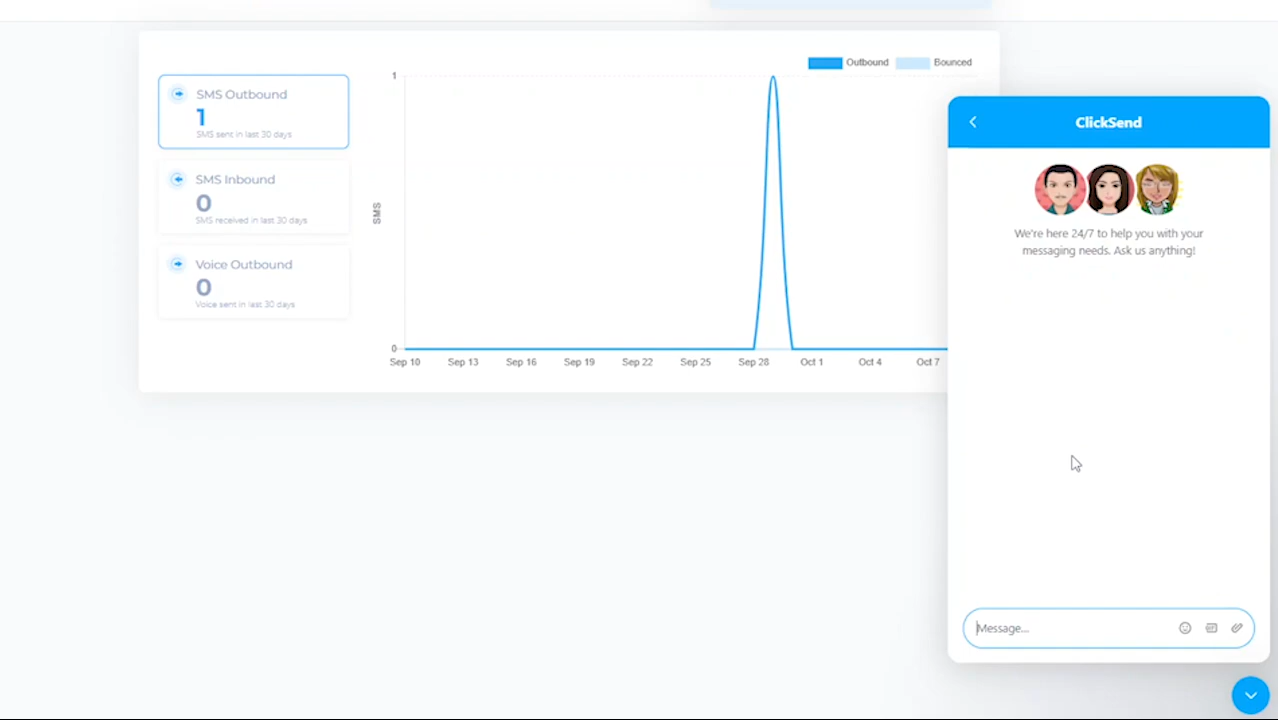 Outbound Bounced
SMS Outbound
1
SMS sent in last 30 days
SMS Inbound
0
SMS received in last 30 days
Voice Outbound
0
Voice sent in last 30 days
1
SMS
0
Sep 10 Sep 13 Sep 16 Sep 19 Sep 22 Sep 25 Sep 28 Oct 1 Oct 4 Oct 7
ClickSend
We're here 24/7 to help you with your
messaging needs. Ask us anything!
Message...